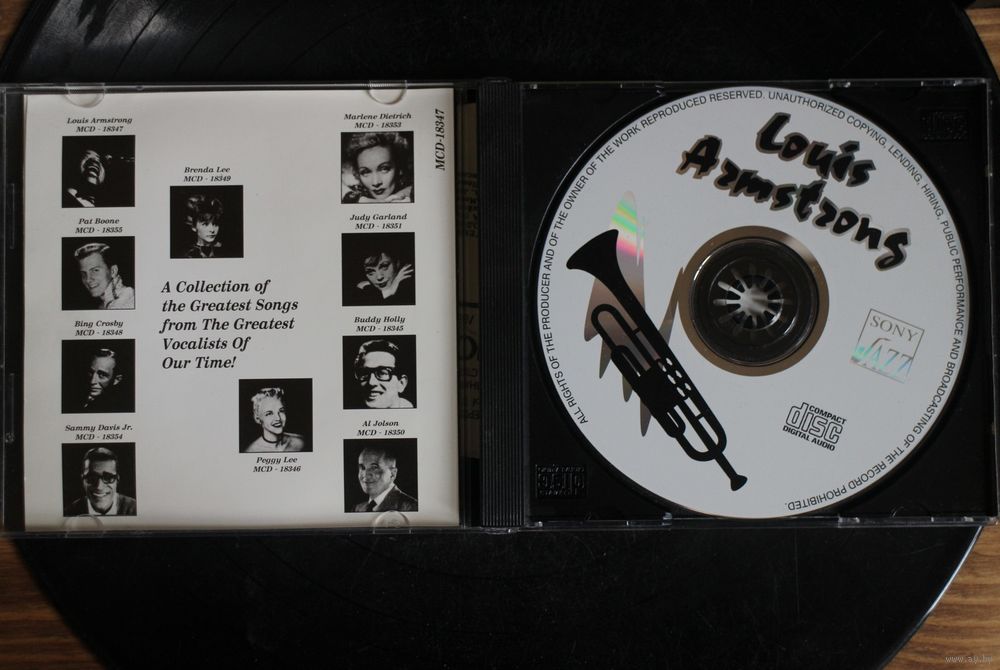 Louis Armstrong
MCD - 18347
Brenda Lee
MCD - 18349
Marlene Dietrich
MCD - 18353
MCD-18347
Pat Boone
MCD - 18355
Judy Garland
MCD - 18351
A Collection of
the Greatest Songs
from The Greatest
Vocalists Of
Our Time!
Bing Crosby
MCD - 18348
Buddy Holly
MCD - 18345
Sammy Davis Jr.
MCD - 18354
Peggy Lee
MCD - 18346
Al Jolson
MCD - 18350
ALL RIGHTS OF THE PRODUCER AND OF THE OWNER OF THE WORK REPRODUCED RESERVED. UNAUTHORIZED COPYING, LENDING, HIRING, PUBLIC PERFORMANCE AND BROADCASTING OF THE RECORD PROHIBITED.
Louis
Armstrong
SONY
JAZZ
COMPACT
disc
DIGITAL AUDIO
www.ay.by